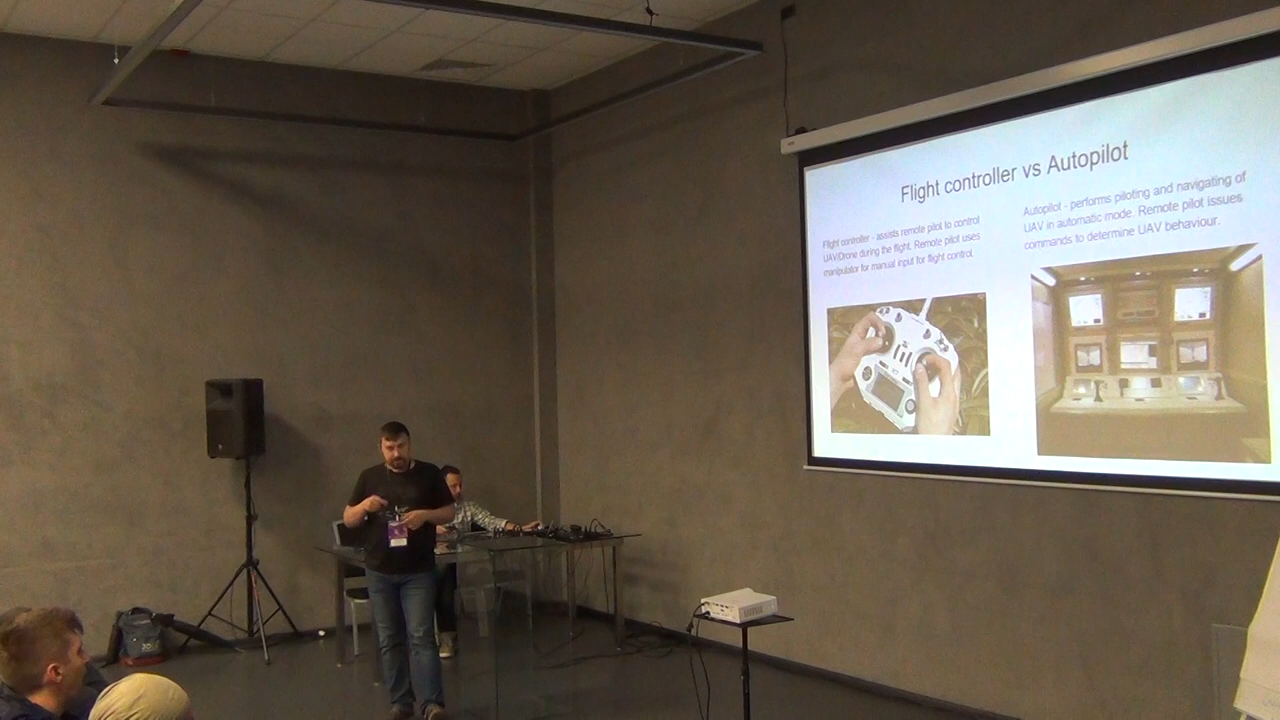 Flight controller vs Autopilot
Flight controller - assists remote pilot to control
UAV/Drone during the flight. Remote pilot uses
manipulator for manual input for flight control.
Autopilot - performs piloting and navigating of
UAV in automatic mode. Remote pilot issues
commands to determine UAV behaviour.